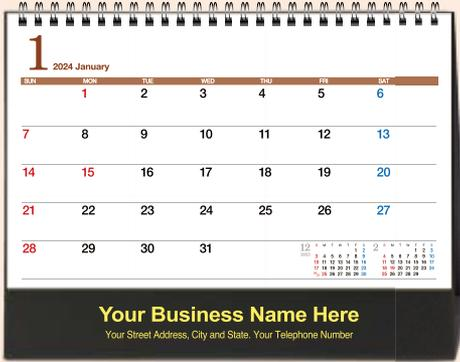 1 2024 January
SUN MON TUE WED THU FRI SAT
1 2 3 4 5 6
7 8 9 10 11 12 13
14 15 16 17 18 19 20
21 22 23 24 25 26 27
28 29 30 31
12 2
Your Business Name Here
Your Street Address, City and State. Your Telephone Number